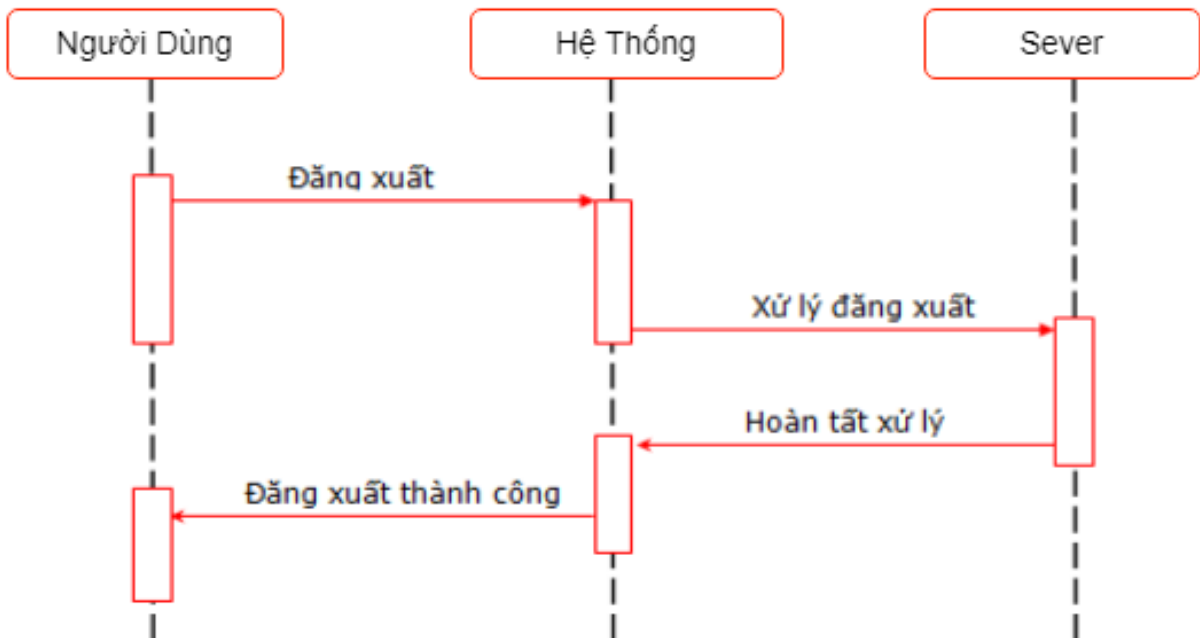 Người Dùng
Hệ Thống
Sever
Đăng xuất
Xử lý đăng xuất
Hoàn tất xử lý
Đăng xuất thành công